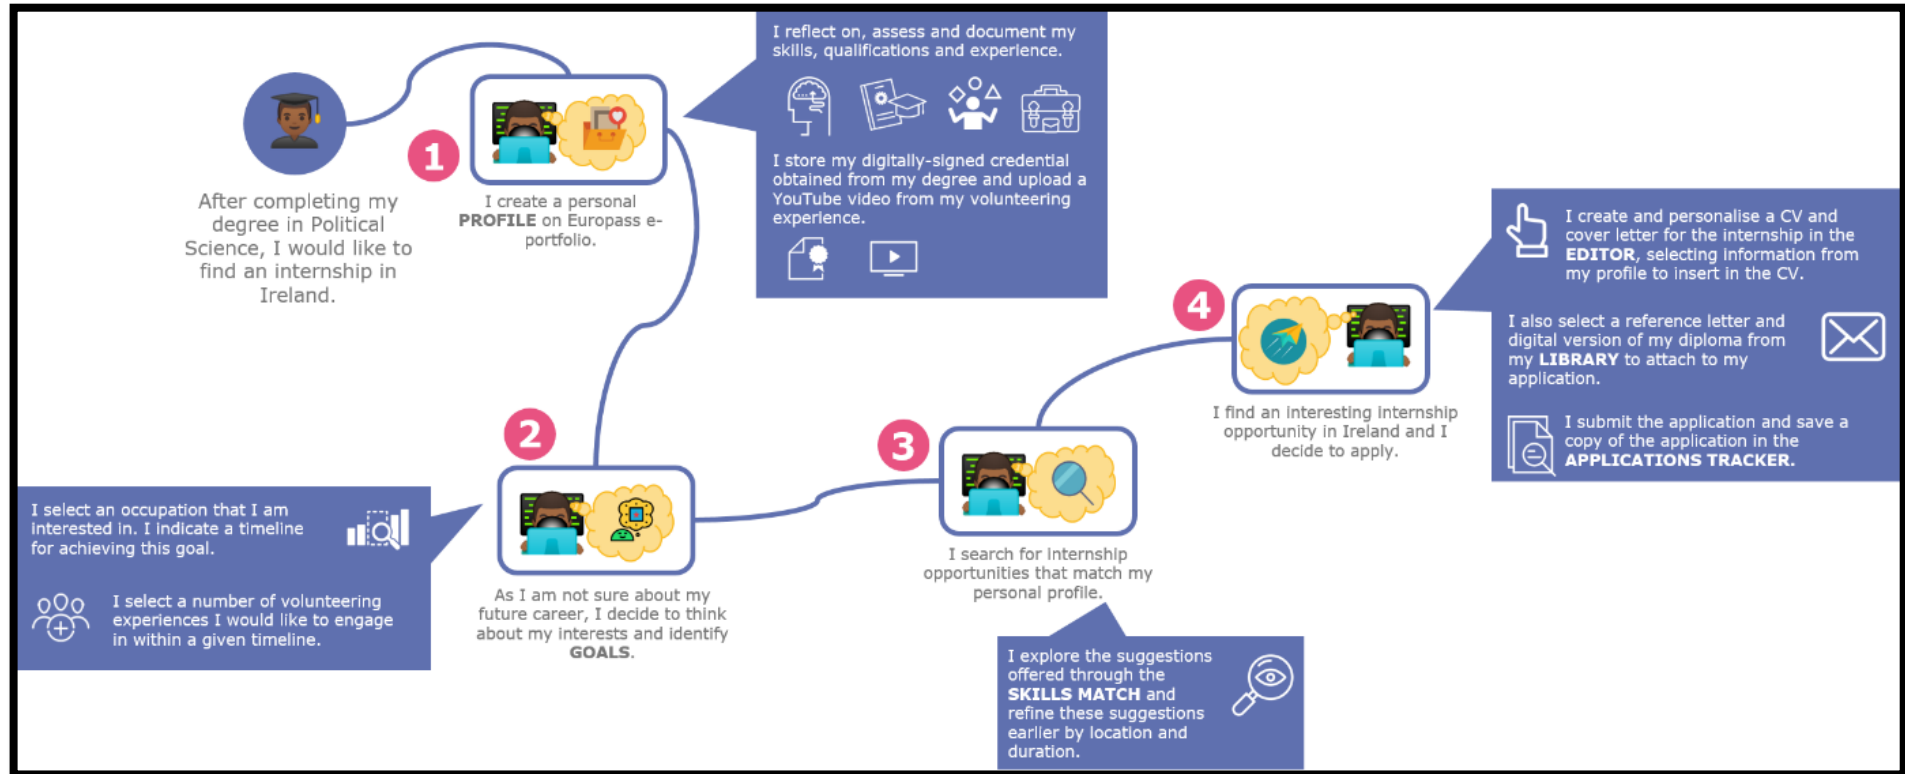 After completing my
degree in Political
Science, I would like to
find an internship in
Ireland.
1
I create a personal
PROFILE on Europass e-
portfolio.
I reflect on, assess and document my
skills, qualifications and experience.
I store my digitally-signed credential
obtained from my degree and upload a
YouTube video from my volunteering
experience.
2
As I am not sure about my
future career, I decide to think
about my interests and identify
GOALS.
I select an occupation that I am
interested in. I indicate a timeline
for achieving this goal.
I select a number of volunteering
experiences I would like to engage
in within a given timeline.
3
I search for internship
opportunities that match my
personal profile.
I explore the suggestions
offered through the
SKILLS MATCH and
refine these suggestions
earlier by location and
duration.
4
I find an interesting internship
opportunity in Ireland and I
decide to apply.
I create and personalise a CV and
cover letter for the internship in the
EDITOR, selecting information from
my profile to insert in the CV.
I also select a reference letter and
digital version of my diploma from
my LIBRARY to attach to my
application.
I submit the application and save a
copy of the application in the
APPLICATIONS TRACKER.